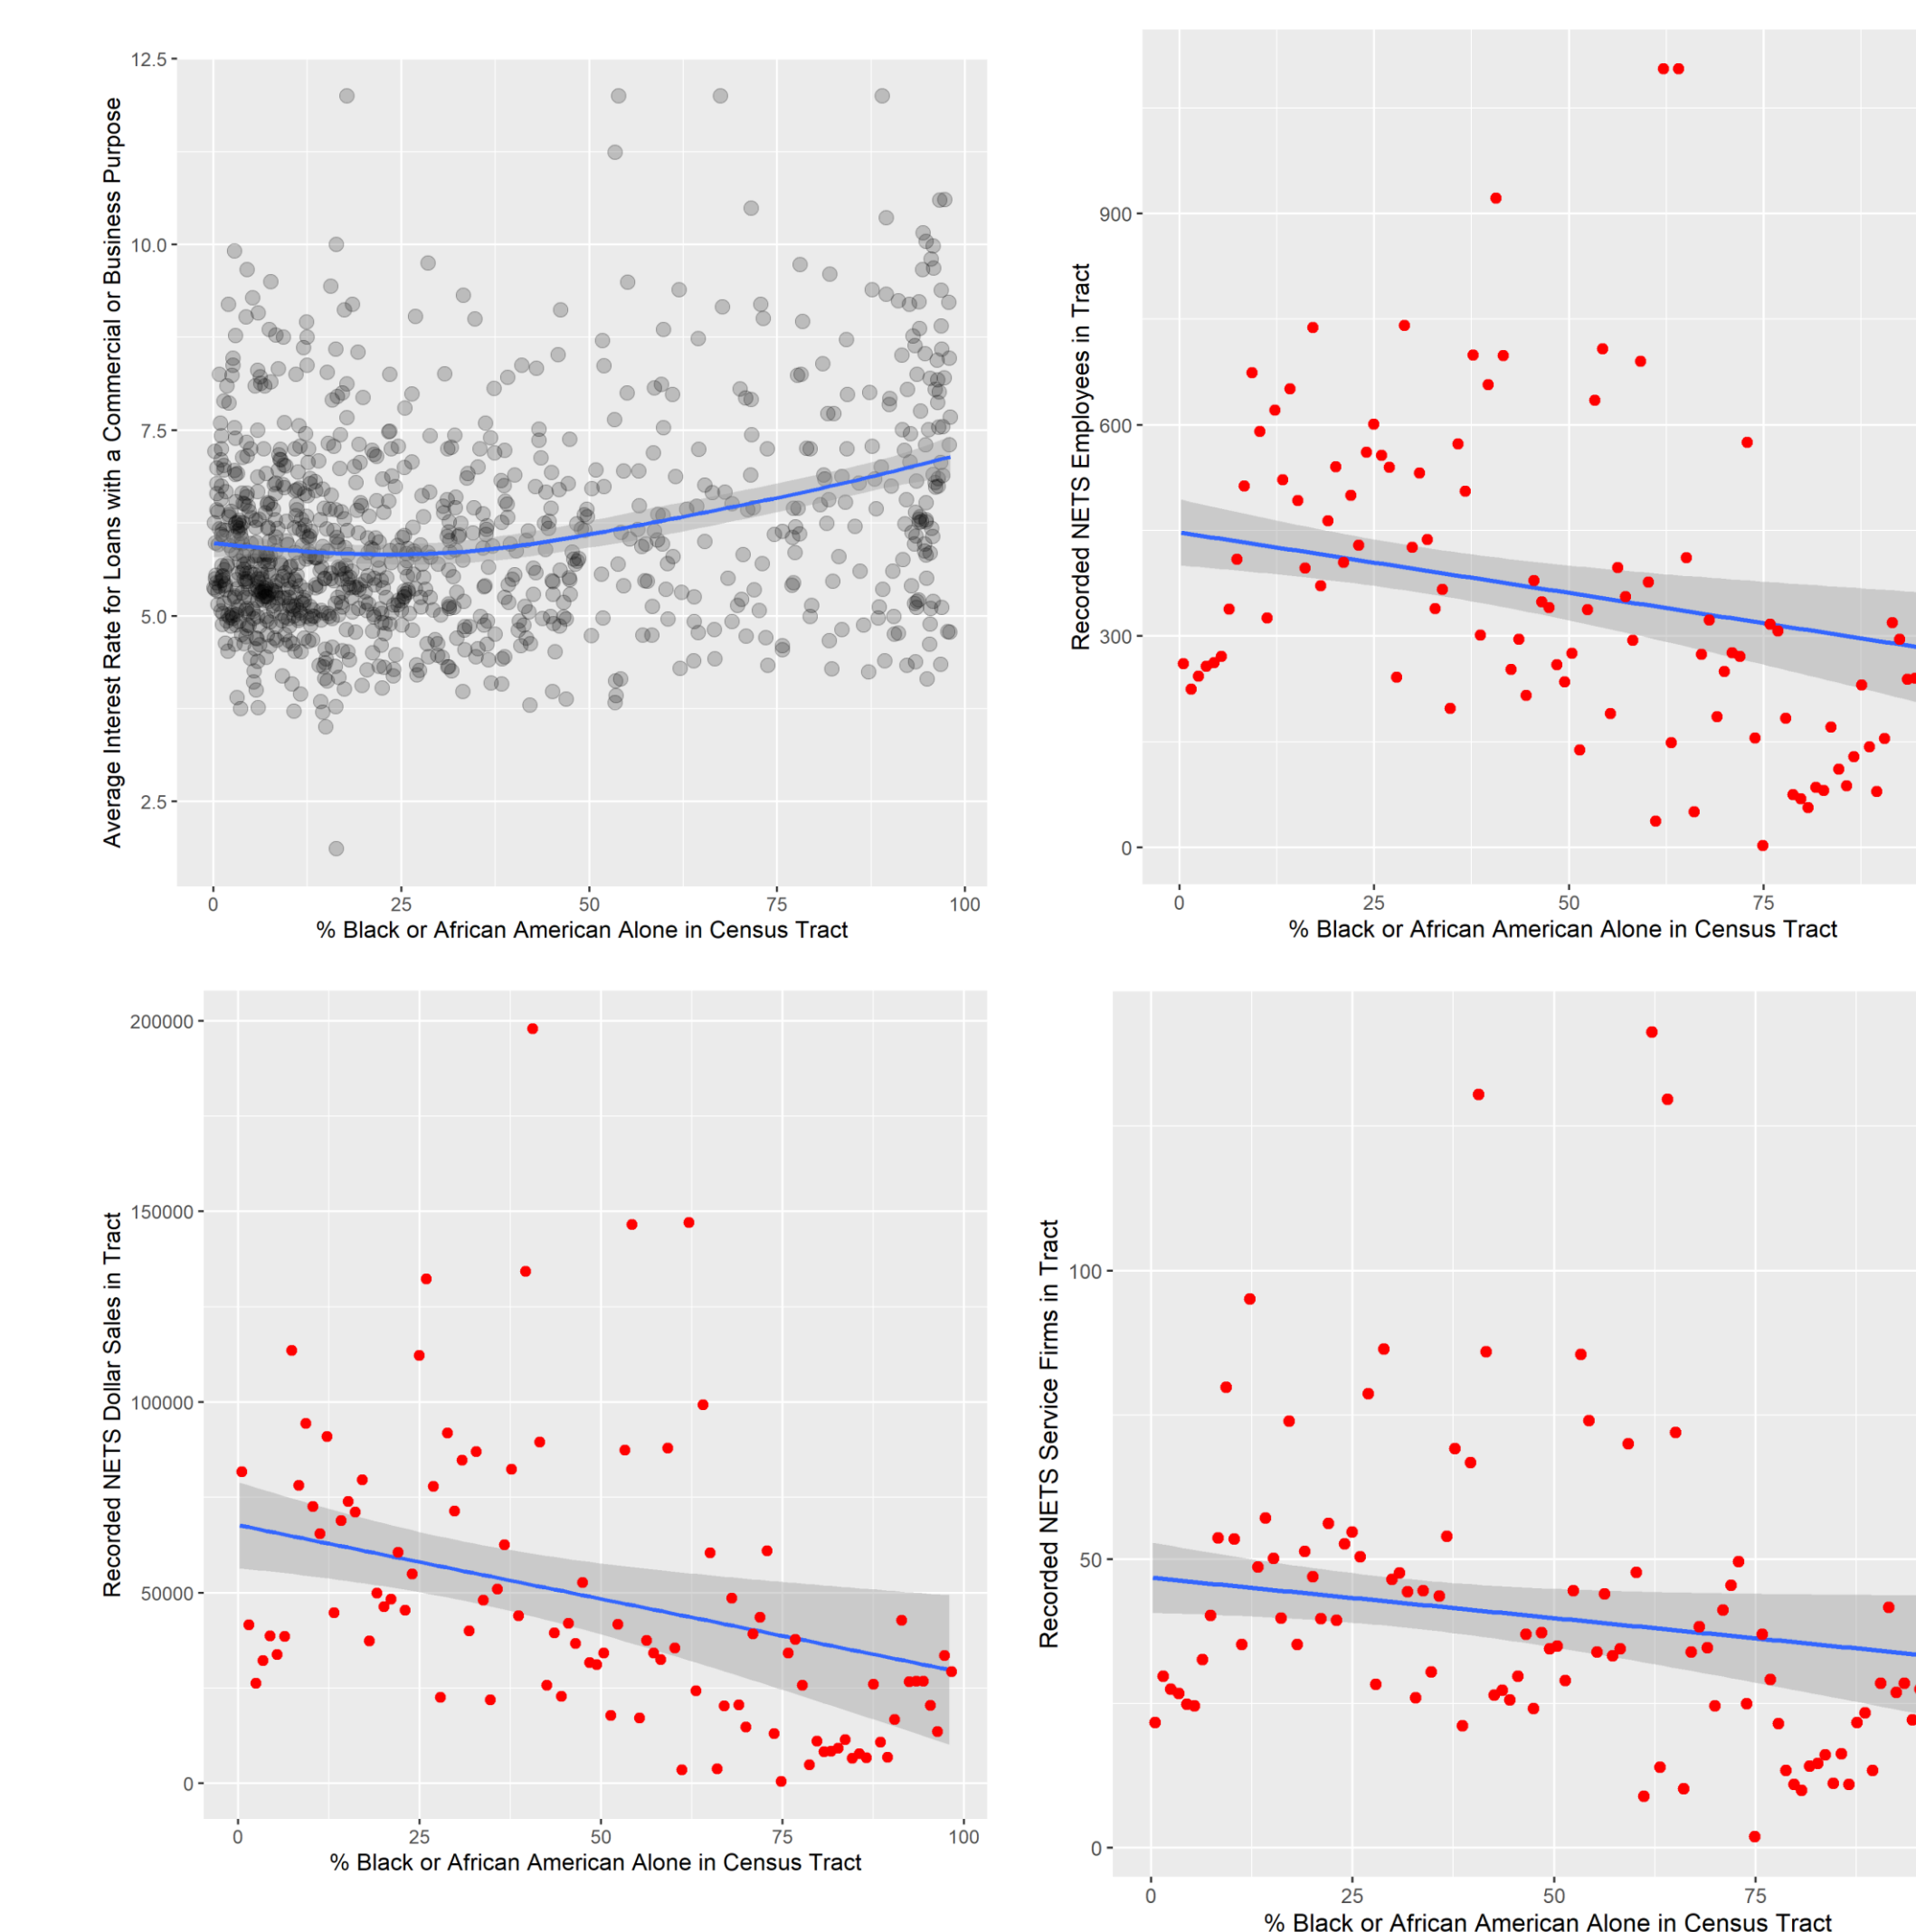 Average Interest Rate for Loans with a Commercial or Business Purpose
12.5
10.0
7.5
5.0
2.5
0 25 50 75 100
% Black or African American Alone in Census Tract
Recorded NETS Employees in Tract
900
600
300
0
0 25 50 75
% Black or African American Alone in Census Tract
Recorded NETS Dollar Sales in Tract
200000
150000
100000
50000
0
0 25 50 75 100
% Black or African American Alone in Census Tract
Recorded NETS Service Firms in Tract
100
50
0
0 25 50 75
% Black or African American Alone in Census Tract